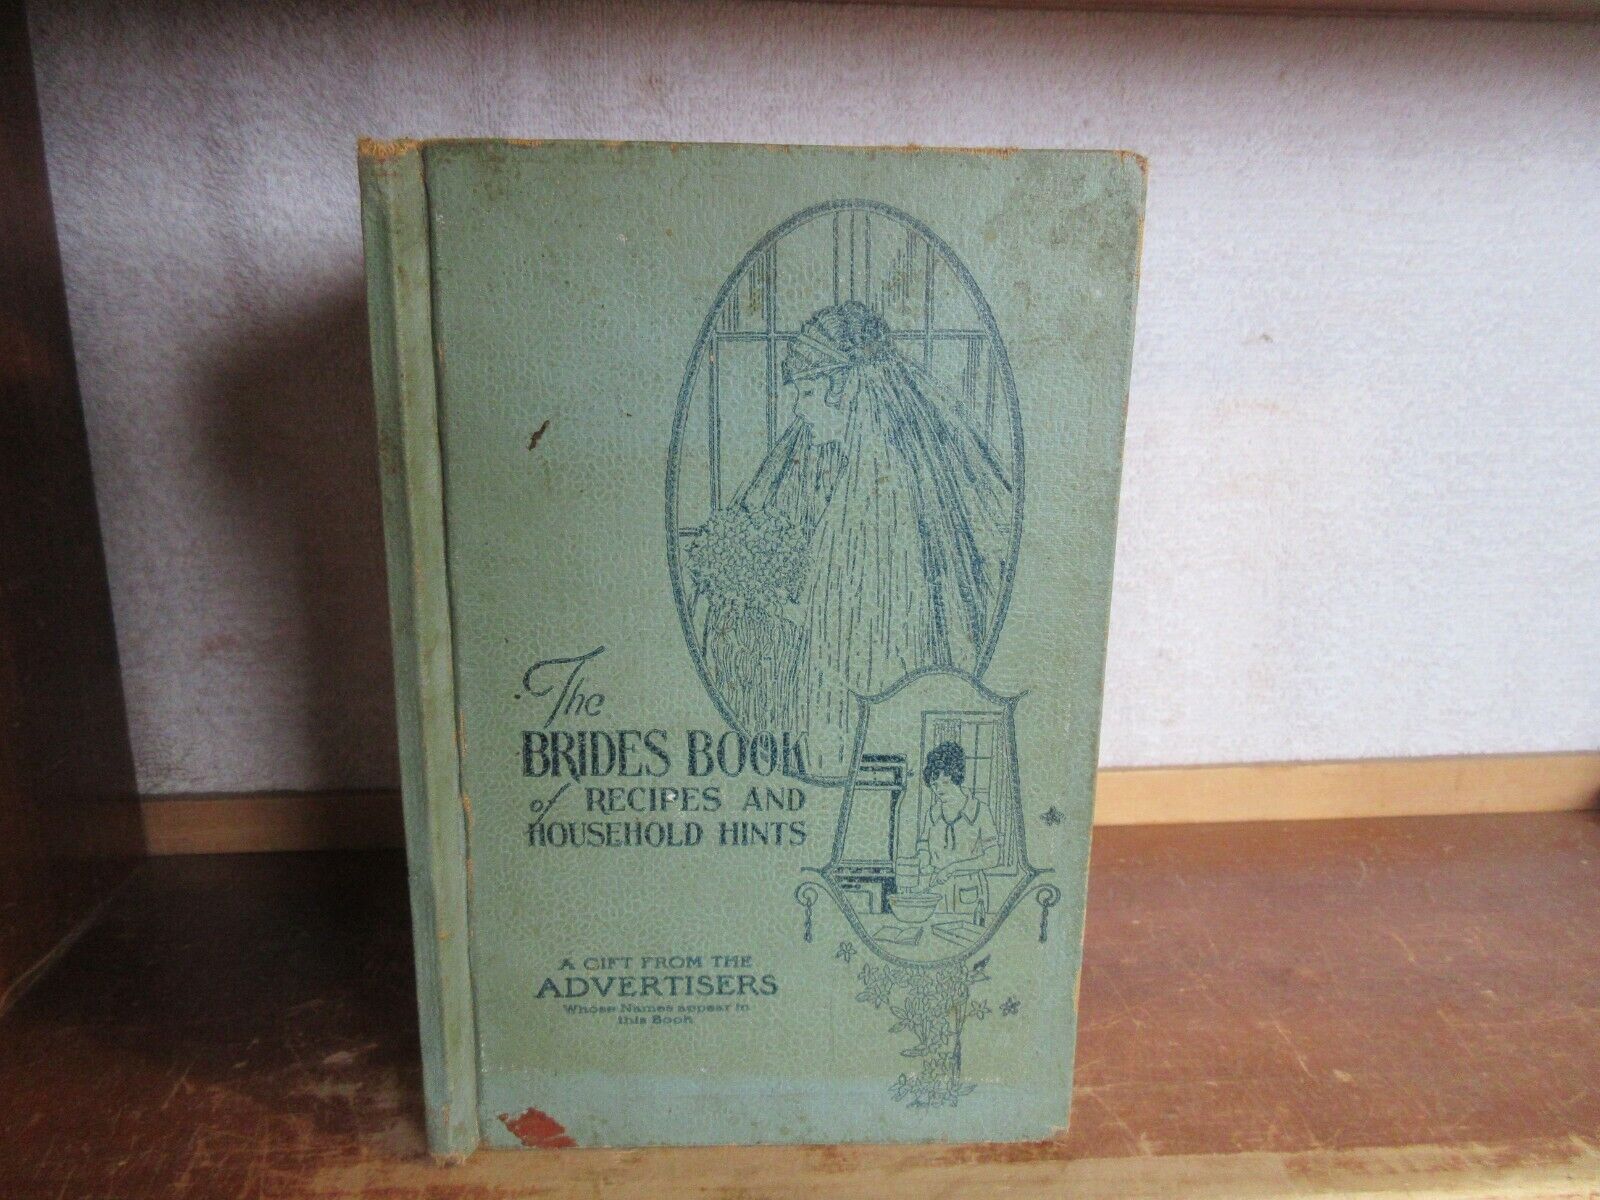 The
BRIDES BOOK
of RECIPES AND
HOUSEHOLD HINTS
A GIFT FROM THE
ADVERTISERS
Whose Names appear in
this Book